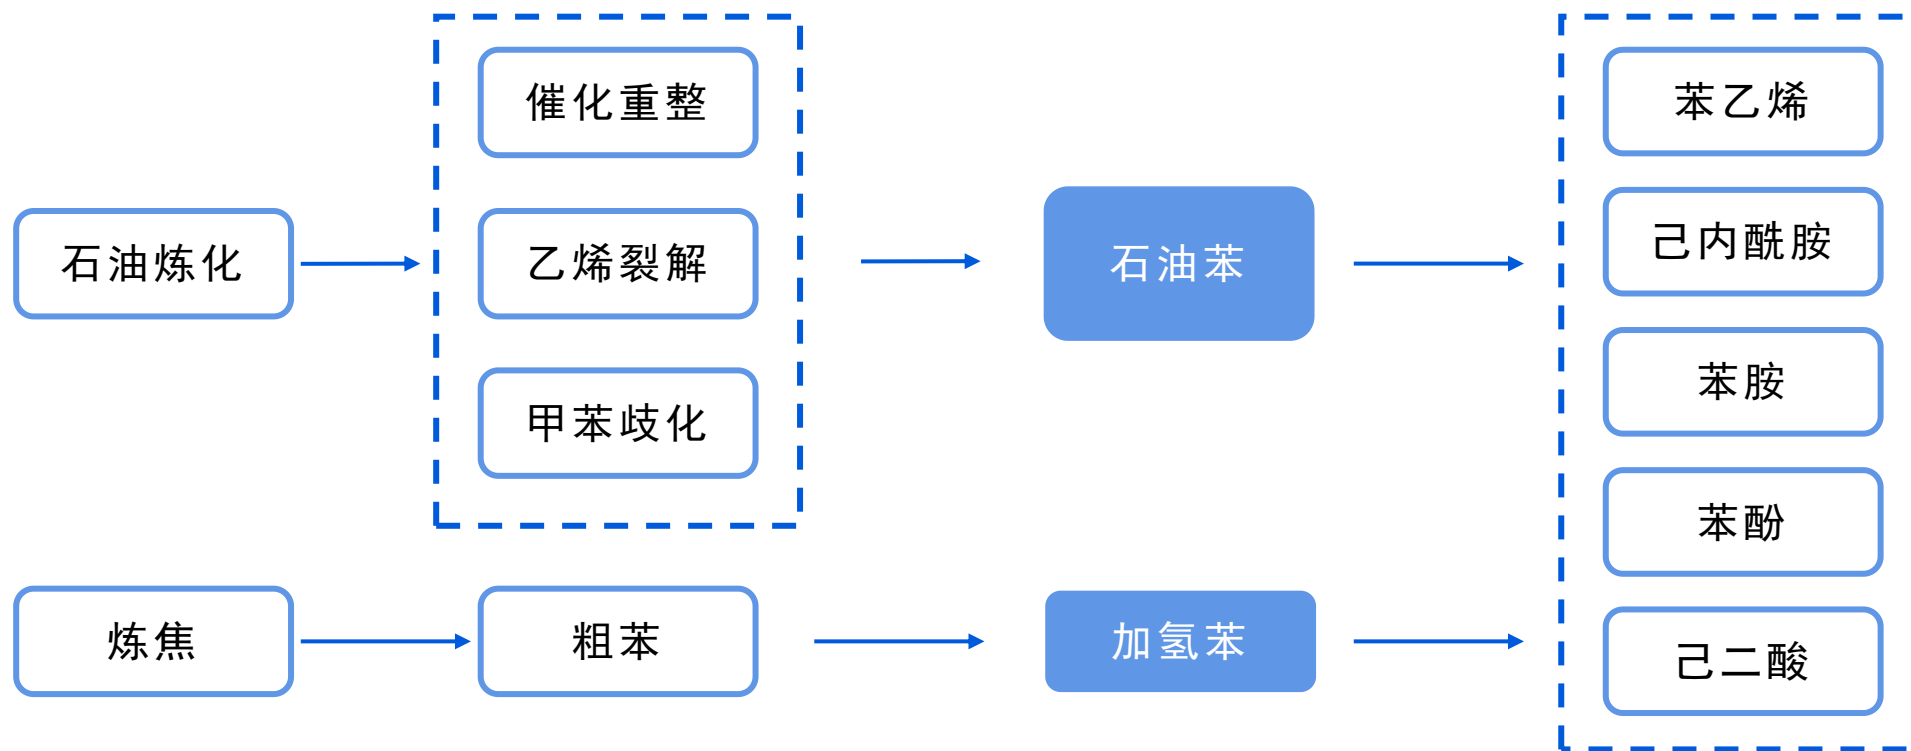 石油炼化
催化重整
乙烯裂解
甲苯歧化
石油苯
炼焦
粗苯
加氢苯
苯乙烯
己内酰胺
苯胺
苯酚
己二酸